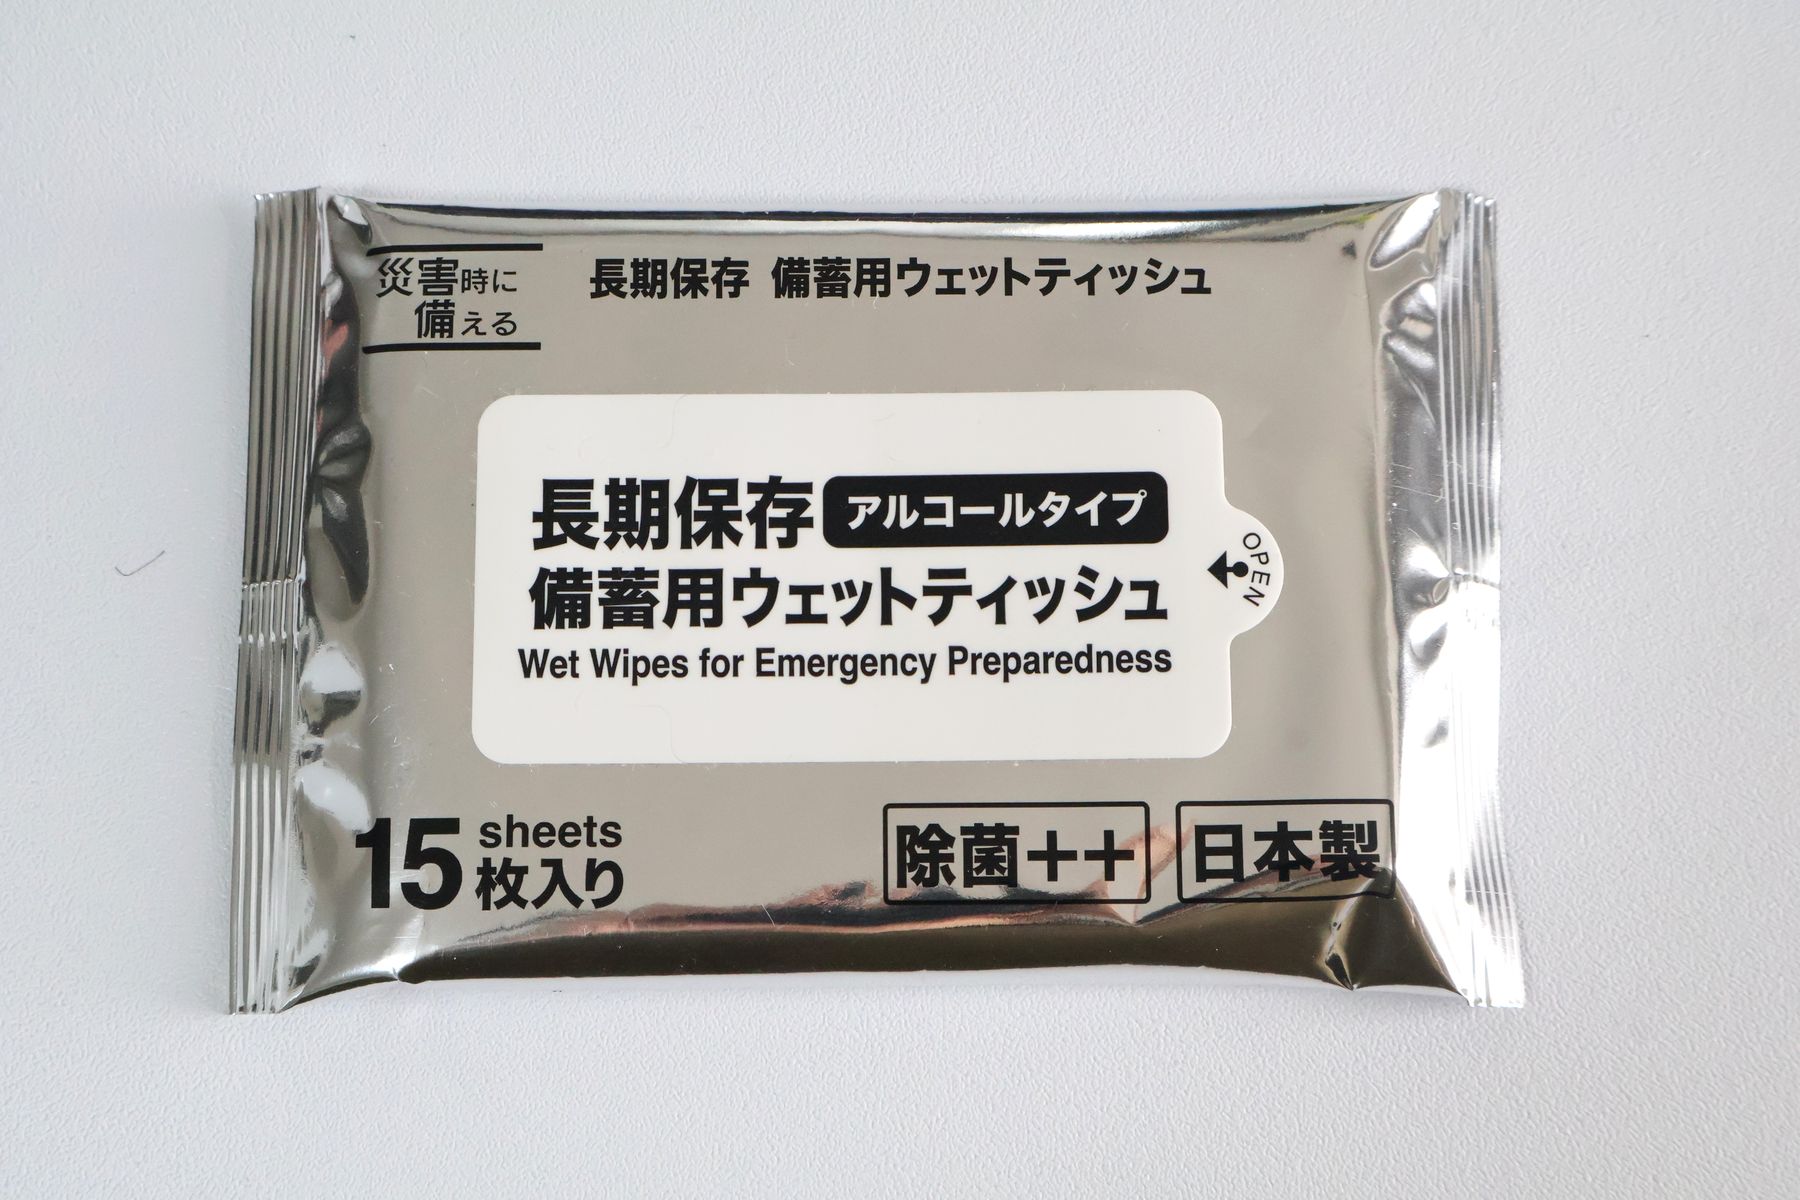 災害時に
備える
長期保存 備蓄用ウェットティッシュ
長期保存 アルコールタイプ
備蓄用ウェットティッシュ
Wet Wipes for Emergency Preparedness
OPEN
15 sheets
枚入り
除菌++
日本製